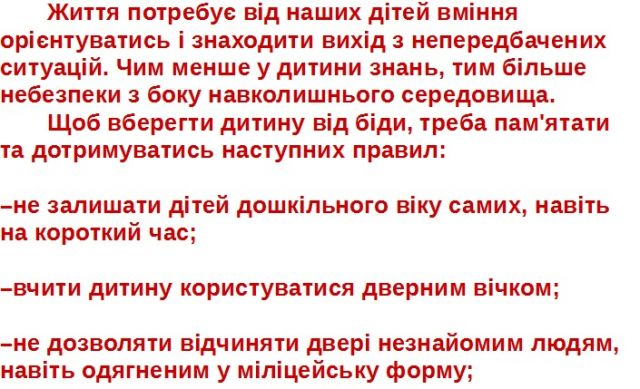 Життя потребує від наших дітей вміння
орієнтуватись і знаходити вихід з непередбачених
ситуацій. Чим менше у дитини знань, тим більше
небезпеки з боку навколишнього середовища.
Щоб вберегти дитину від біди, треба пам'ятати
та дотримуватись наступних правил:
–не залишати дітей дошкільного віку самих, навіть
на короткий час;
–вчити дитину користуватися дверним вічком;
–не дозволяти відчиняти двері незнайомим людям,
навіть одягненим у міліцейську форму;